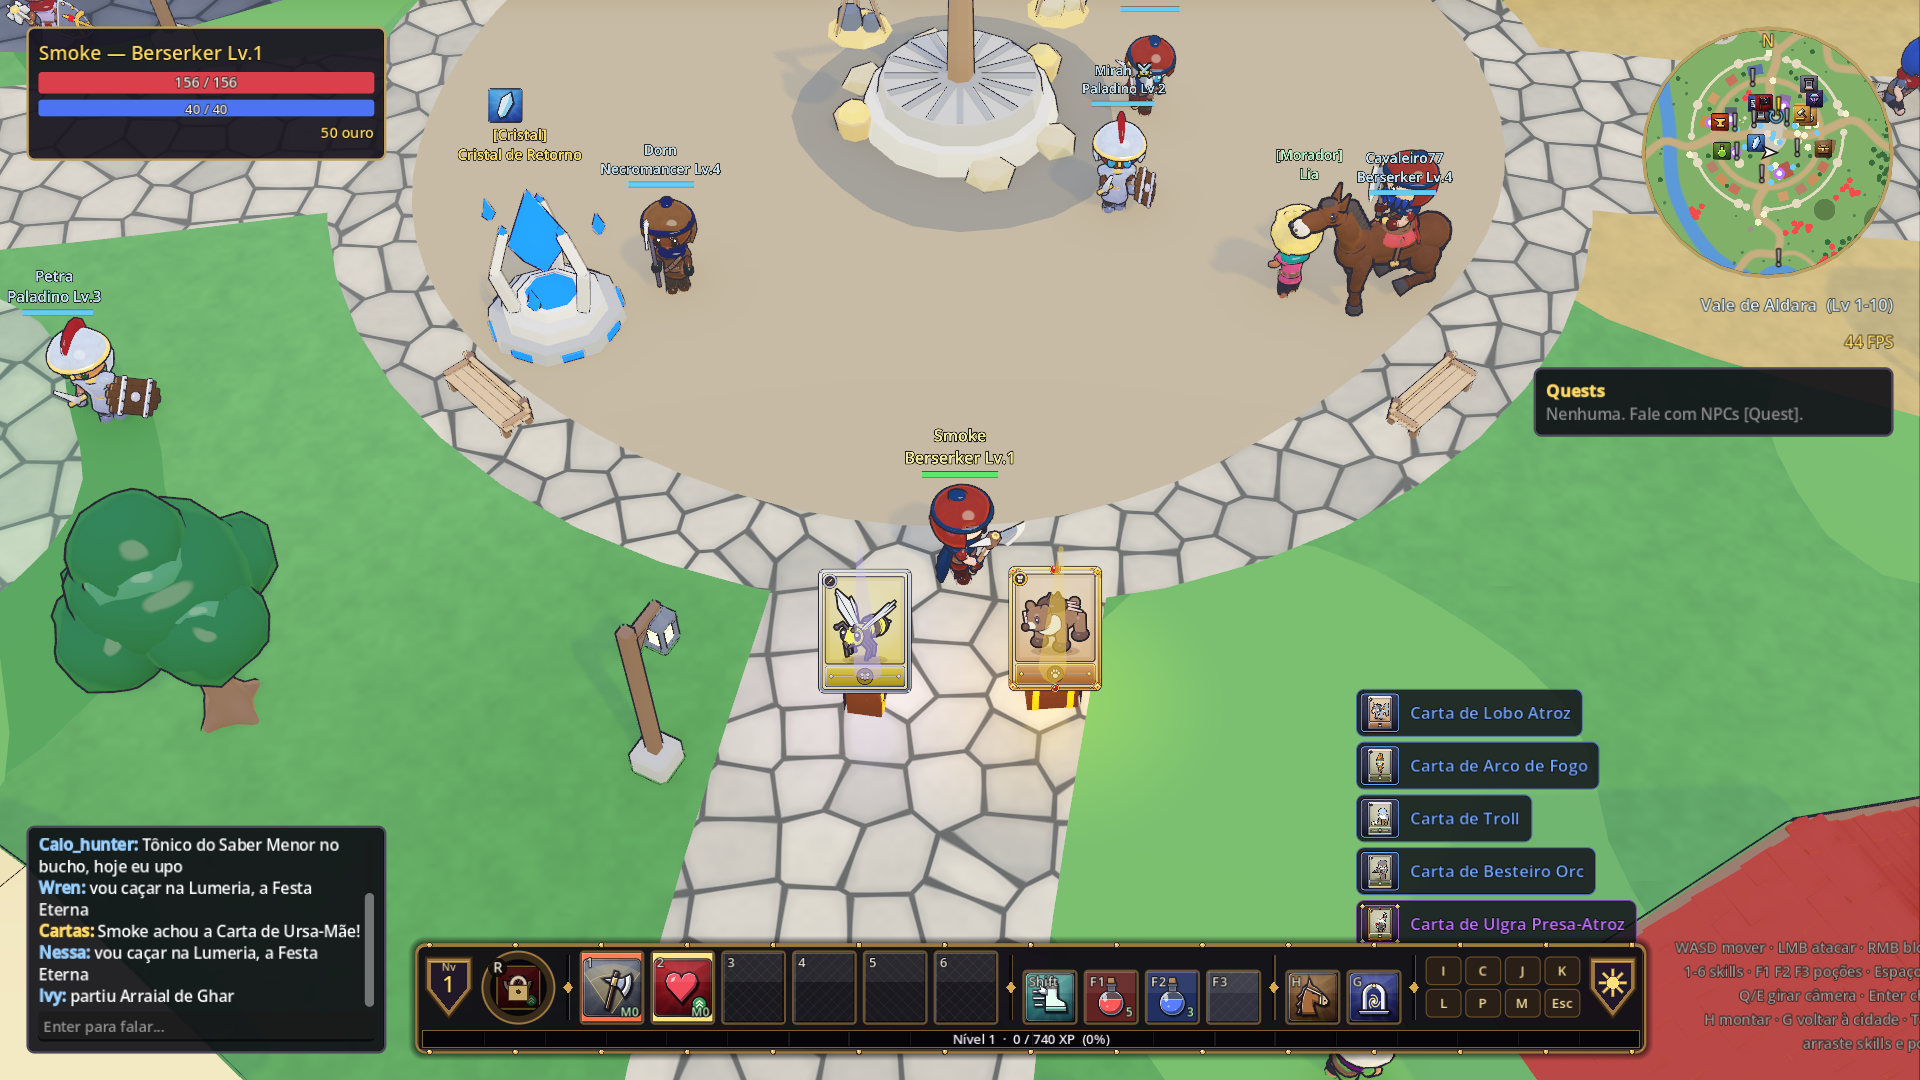 Smoke — Berserker Lv.1
156 / 156
40 / 40
50 ouro
[Cristal]
Cristal de Retorno
Dorn
Necromancer Lv.4
Mirah
Paladino Lv.2
[Morador]
Lia
Cavaleiro77
Berserker Lv.4
N
Vale de Aldara (Lv 1-10)
44 FPS
Quests
Nenhuma. Fale com NPCs [Quest].
Petra
Paladino Lv.3
Smoke
Berserker Lv.1
Carta de Lobo Atroz
Carta de Arco de Fogo
Carta de Troll
Carta de Besteiro Orc
Carta de Ulgra Presa-Atroz
Caio_hunter: Tônico do Saber Menor no
bucho, hoje eu upo
Wren: vou caçar na Lumeria, a Festa
Eterna
Cartas: Smoke achou a Carta de Ursa-Mãe!
Nessa: vou caçar na Lumeria, a Festa
Eterna
Ivy: partiu Arraial de Ghar
Enter para falar...
Nv
1
R
1
M0
2
M0
3
4
5
6
Shift
F1
5
F2
3
F3
H
G
I
C
J
K
L
P
M
Esc
Nível 1 · 0 / 740 XP (0%)
WASD mover · LMB atacar · RMB
1-6 skills · F1 F2 F3 poções ·
Q/E girar câmera · Enter
H montar · G voltar à cidade ·
arraste skills e